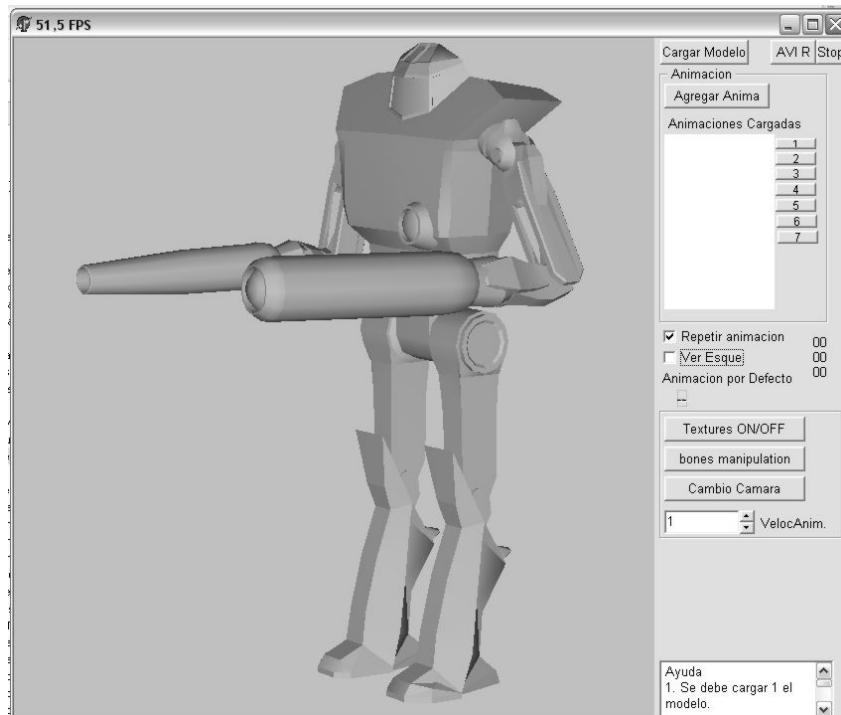 51,5 FPS
Cargar Modelo
AVI R
Stop
Animacion
Agregar Anima
Animaciones Cargadas
1
2
3
4
5
6
7
Repetir animacion
00
Ver Esque
00
Animacion por Defecto
00
--
Textures ON/OFF
bones manipulation
Cambio Camara
1
VelocAnim.
Ayuda
1. Se debe cargar 1 el
modelo.